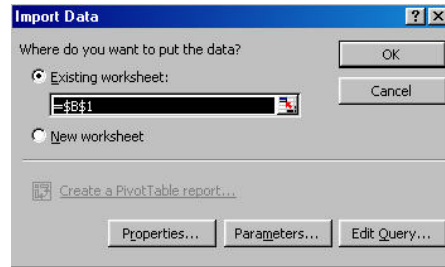 Import Data
Where do you want to put the data?
OK
Existing worksheet:
=$B$1
Cancel
New worksheet
Create a PivotTable report...
Properties... Parameters... Edit Query...